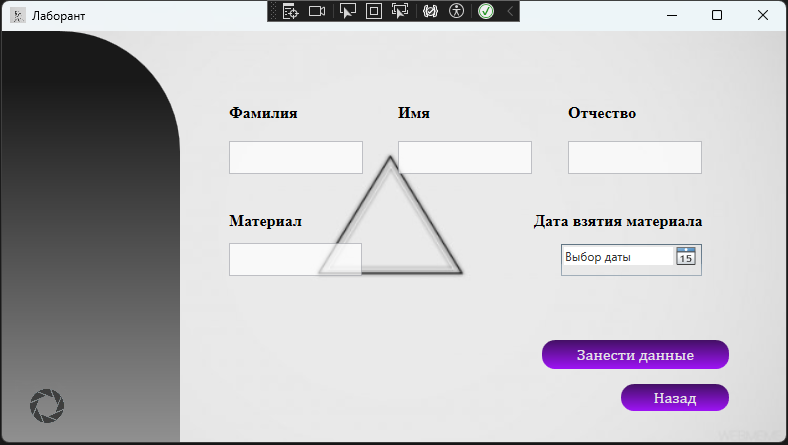 Лаборант
Фамилия Имя Отчество
Материал Дата взятия материала
Выбор даты 15
Занести данные
Назад